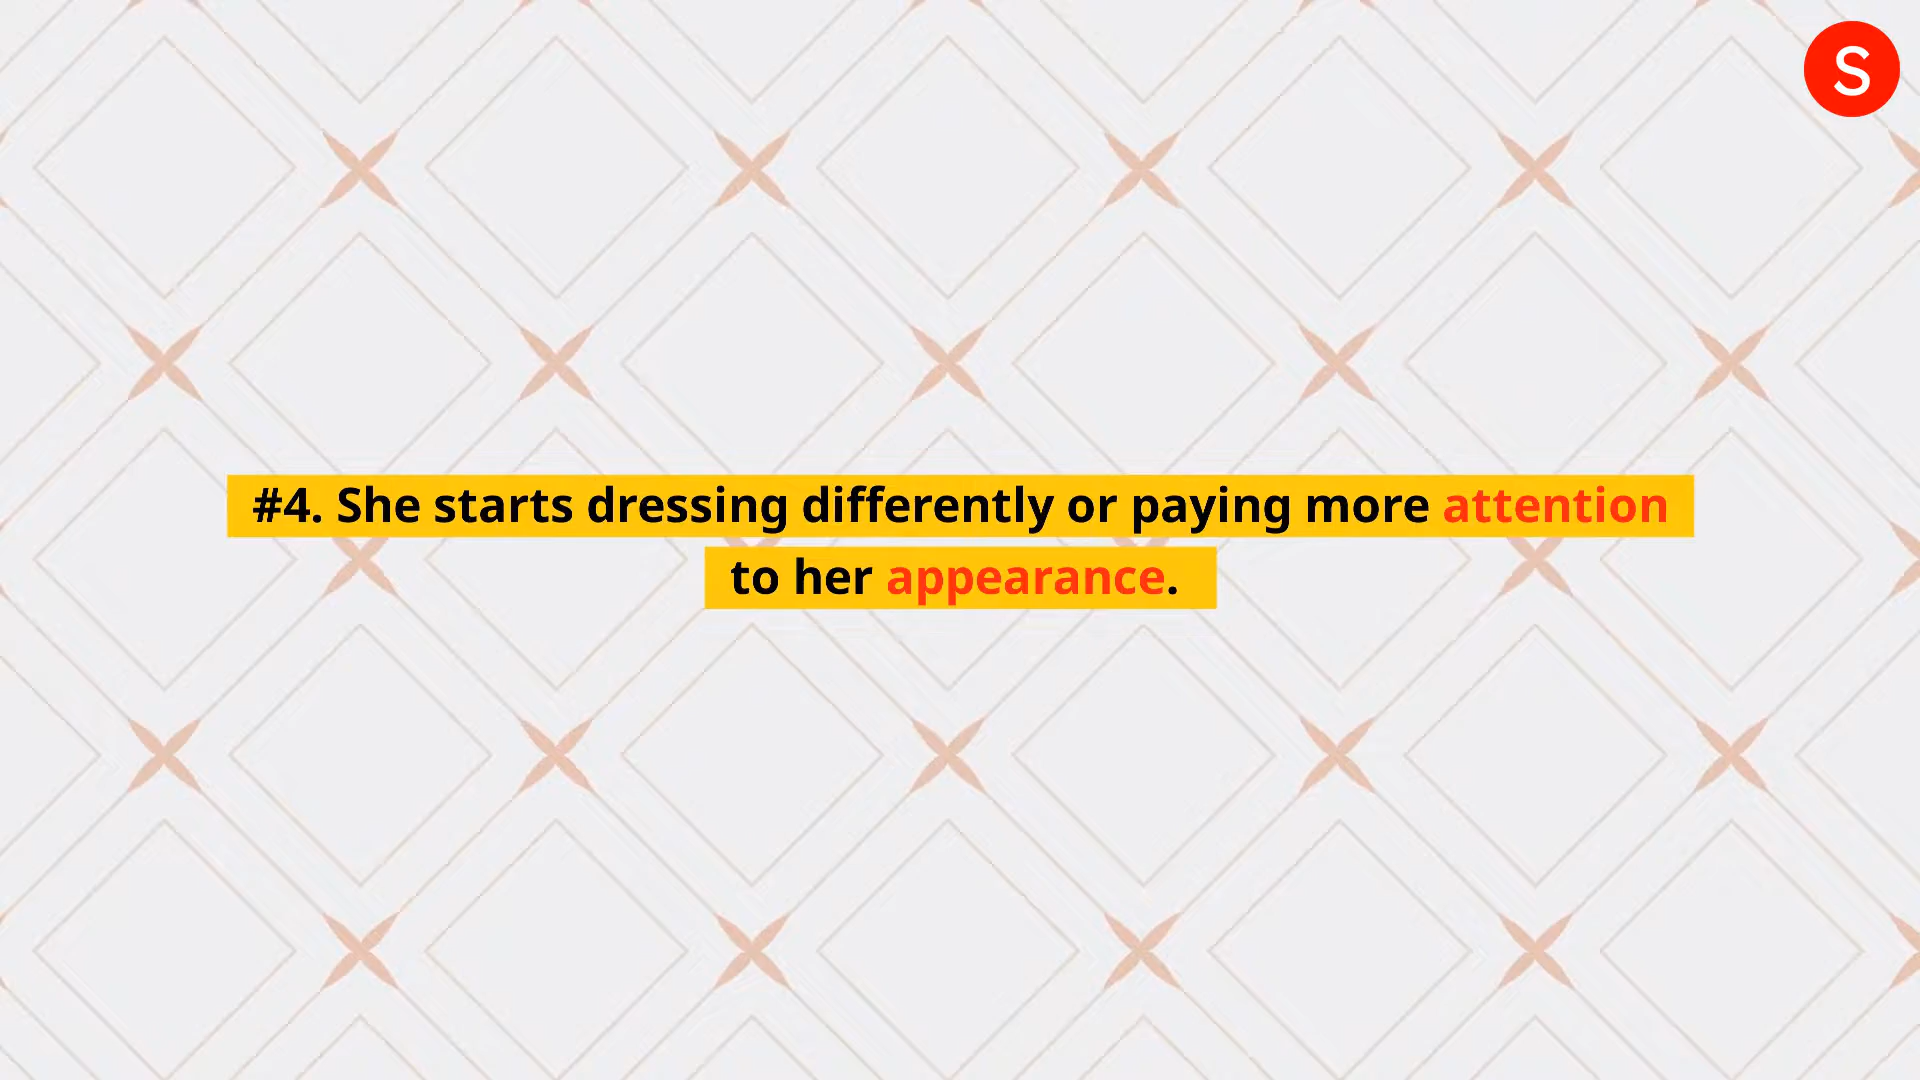 S
#4. She starts dressing differently or paying more attention
to her appearance.